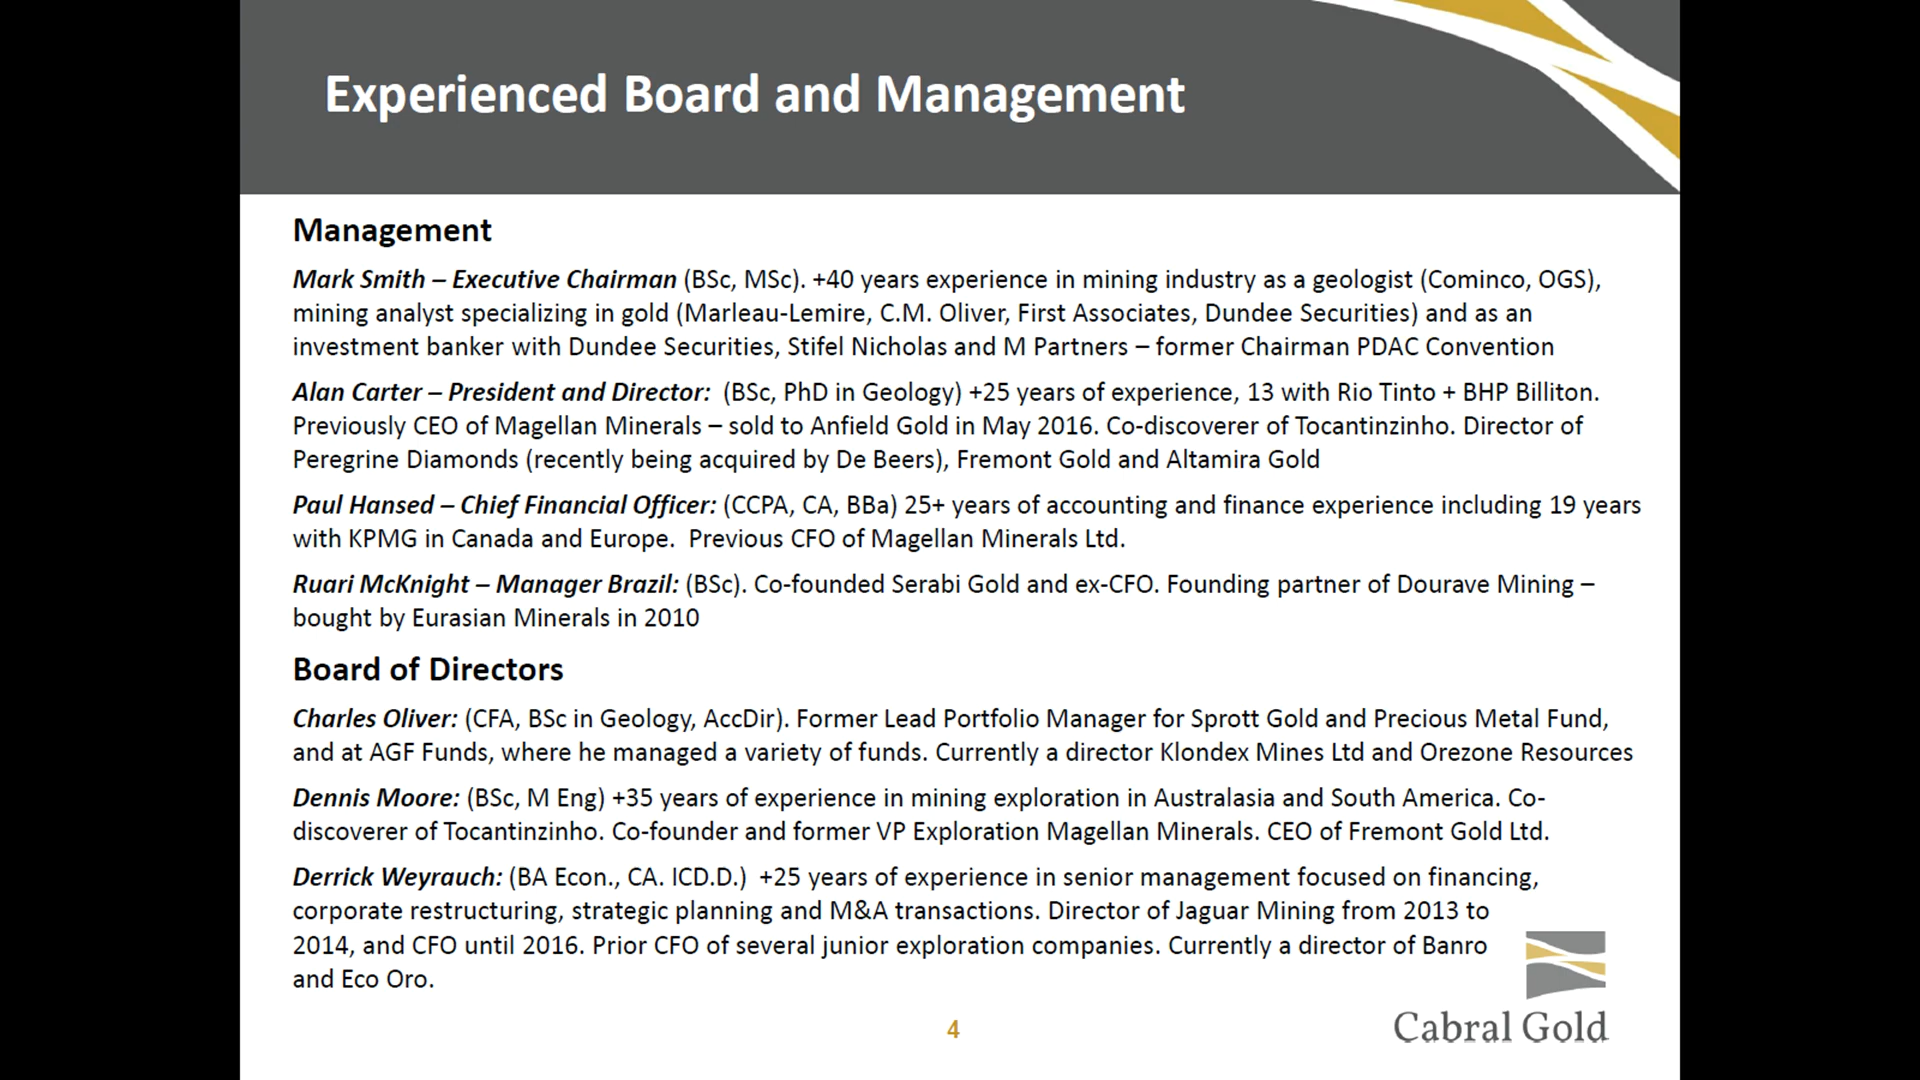 Experienced Board and Management
Management
Mark Smith – Executive Chairman (BSc, MSc). +40 years experience in mining industry as a geologist (Cominco, OGS),
mining analyst specializing in gold (Marleau-Lemire, C.M. Oliver, First Associates, Dundee Securities) and as an
investment banker with Dundee Securities, Stifel Nicholas and M Partners – former Chairman PDAC Convention
Alan Carter – President and Director: (BSc, PhD in Geology) +25 years of experience, 13 with Rio Tinto + BHP Billiton.
Previously CEO of Magellan Minerals – sold to Anfield Gold in May 2016. Co-discoverer of Tocantinzinho. Director of
Peregrine Diamonds (recently being acquired by De Beers), Fremont Gold and Altamira Gold
Paul Hansed – Chief Financial Officer: (CCPA, CA, BBa) 25+ years of accounting and finance experience including 19 years
with KPMG in Canada and Europe. Previous CFO of Magellan Minerals Ltd.
Ruari McKnight – Manager Brazil: (BSc). Co-founded Serabi Gold and ex-CFO. Founding partner of Dourave Mining –
bought by Eurasian Minerals in 2010
Board of Directors
Charles Oliver: (CFA, BSc in Geology, AccDir). Former Lead Portfolio Manager for Sprott Gold and Precious Metal Fund,
and at AGF Funds, where he managed a variety of funds. Currently a director Klondex Mines Ltd and Orezone Resources
Dennis Moore: (BSc, M Eng) +35 years of experience in mining exploration in Australasia and South America. Co-
discoverer of Tocantinzinho. Co-founder and former VP Exploration Magellan Minerals. CEO of Fremont Gold Ltd.
Derrick Weyrauch: (BA Econ., CA. ICD.D.) +25 years of experience in senior management focused on financing,
corporate restructuring, strategic planning and M&A transactions. Director of Jaguar Mining from 2013 to
2014, and CFO until 2016. Prior CFO of several junior exploration companies. Currently a director of Banro
and Eco Oro.
4
Cabral Gold